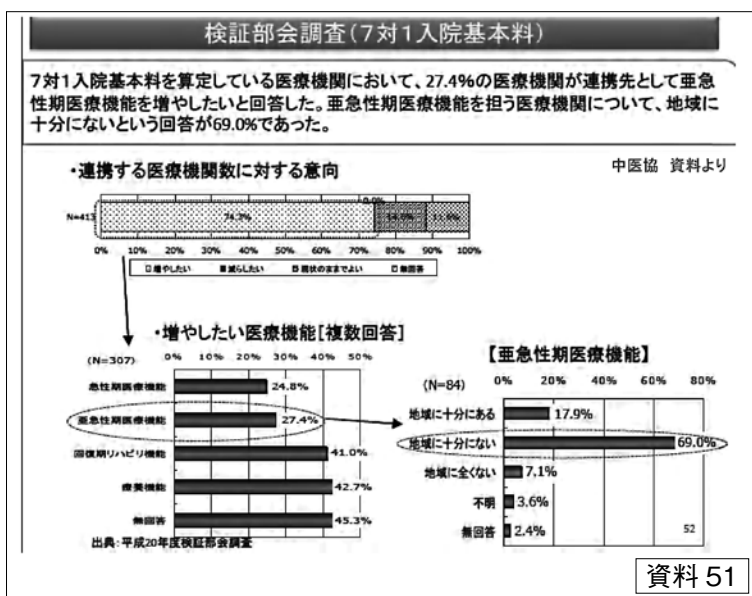 検証部会調査(7対1入院基本料)
7対1入院基本料を算定している医療機関において、27.4%の医療機関が連携先として亜急
性期医療機能を増やしたいと回答した。亜急性期医療機能を担う医療機関について、地域に
十分にないという回答が69.0%であった。
中医協 資料より
・連携する医療機関数に対する意向
0.0%
N=413
74.3%
0% 10% 20% 30% 40% 50% 60% 70% 80% 90% 100%
増やしたい 減らしたい 現状のままでよい 無回答
・増やしたい医療機能[複数回答]
(N=307)
0% 10% 20% 30% 40% 50%
急性期医療機能 24.8%
亜急性期医療機能 27.4%
回復期リハビリ機能 41.0%
療養機能 42.7%
無回答 45.3%
出典:平成20年度検証部会調査
【亜急性期医療機能】
(N=84)
0% 20% 40% 60% 80%
地域に十分にある 17.9%
地域に十分にない 69.0%
地域に全くない 7.1%
不明 3.6%
無回答 2.4%
52
資料 51